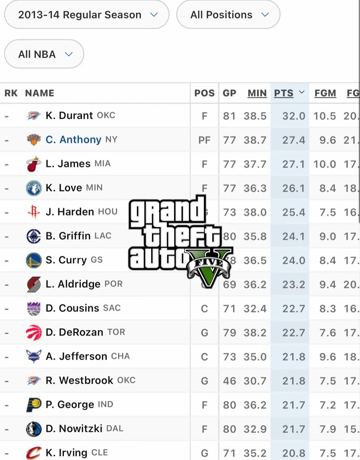 2013-14 Regular Season
All Positions
All NBA
RK NAME POS GP MIN PTS FGM FG
- K. Durant OKC F 81 38.5 32.0 10.5 20.
- C. Anthony NY PF 77 38.7 27.4 9.6 21.
- L. James MIA F 77 37.7 27.1 10.0 17.
- K. Love MIN F 77 36.3 26.1 8.4 18.
- J. Harden HOU 73 38.0 25.4 7.5 16.
- B. Griffin LAC 80 35.8 24.1 9.0 17.
- S. Curry GS 36.5 24.0 8.4 17.
- L. Aldridge POR 69 36.2 23.2 9.4 20.
- D. Cousins SAC C 71 32.4 22.7 8.3 16.
- D. DeRozan TOR G 79 38.2 22.7 7.6 17.
- A. Jefferson CHA C 73 35.0 21.8 9.6 18.
- R. Westbrook OKC G 46 30.7 21.8 7.5 17.
- P. George IND F 80 36.2 21.7 7.2 17.
- D. Nowitzki DAL F 80 32.9 21.7 7.9 15.
- K. Irving CLE G 71 35.2 20.8 7.5 17.
grand
theft
auto
V
FIVE